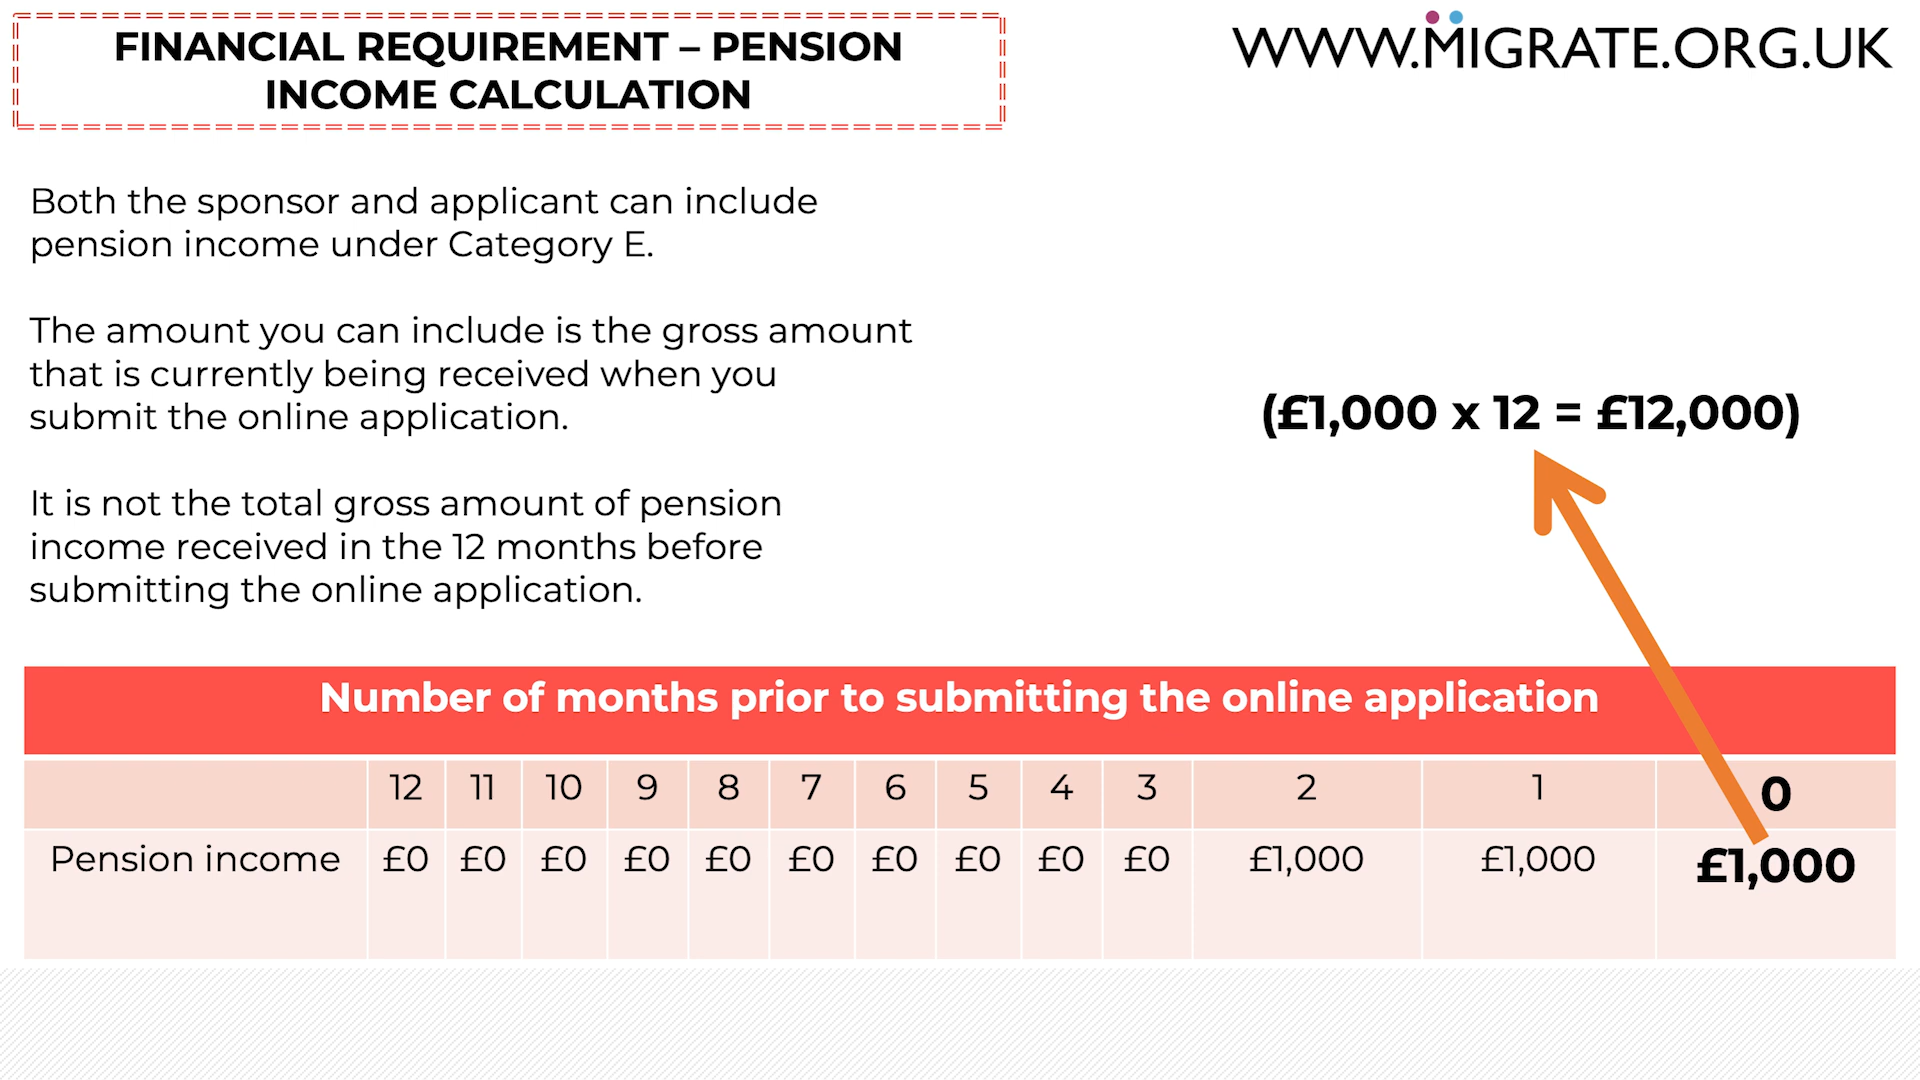 FINANCIAL REQUIREMENT – PENSION
INCOME CALCULATION
WWW.MIGRATE.ORG.UK
Both the sponsor and applicant can include
pension income under Category E.
The amount you can include is the gross amount
that is currently being received when you
submit the online application.
It is not the total gross amount of pension
income received in the 12 months before
submitting the online application.
(£1,000 x 12 = £12,000)
Number of months prior to submitting the online application
12 11 10 9 8 7 6 5 4 3 2 1 0
Pension income £0 £0 £0 £0 £0 £0 £0 £0 £0 £0 £1,000 £1,000 £1,000